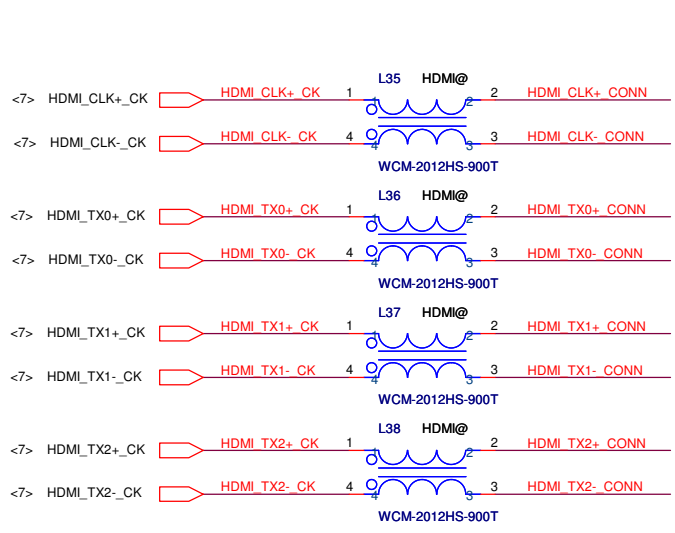 L35 HDMI@
<7> HDMI_CLK+_CK HDMI_CLK+_CK 1 1 2 2 HDMI_CLK+_CONN
<7> HDMI_CLK-_CK HDMI_CLK-_CK 4 4 3 3 HDMI_CLK-_CONN
WCM-2012HS-900T
L36 HDMI@
<7> HDMI_TX0+_CK HDMI_TX0+_CK 1 1 2 2 HDMI_TX0+_CONN
<7> HDMI_TX0-_CK HDMI_TX0-_CK 4 4 3 3 HDMI_TX0-_CONN
WCM-2012HS-900T
L37 HDMI@
<7> HDMI_TX1+_CK HDMI_TX1+_CK 1 1 2 2 HDMI_TX1+_CONN
<7> HDMI_TX1-_CK HDMI_TX1-_CK 4 4 3 3 HDMI_TX1-_CONN
WCM-2012HS-900T
L38 HDMI@
<7> HDMI_TX2+_CK HDMI_TX2+_CK 1 1 2 2 HDMI_TX2+_CONN
<7> HDMI_TX2-_CK HDMI_TX2-_CK 4 4 3 3 HDMI_TX2-_CONN
WCM-2012HS-900T